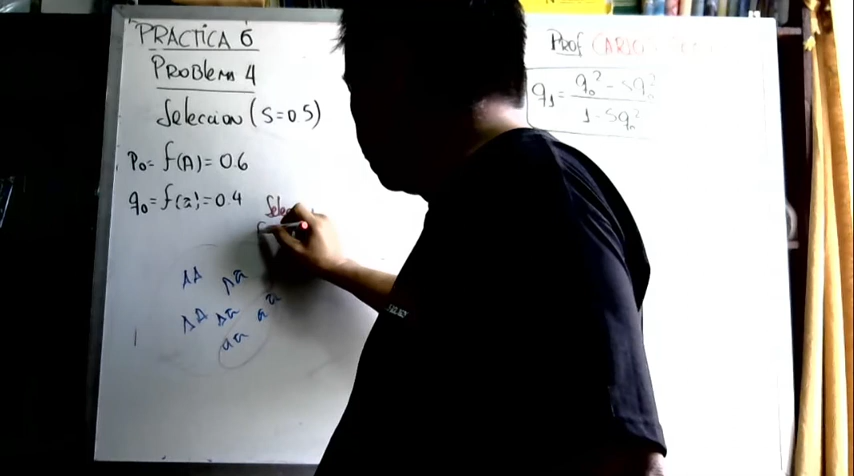 PRACTICA 6
PROBLEMA 4
Seleccion (S=0.5)
p₀= f(A)= 0.6
q₀= f(a)= 0.4
Prof CARLOS
q₁= q₀² - Sq₀² / 1 - Sq₀²
AA Aa
AA Aa aa
aa